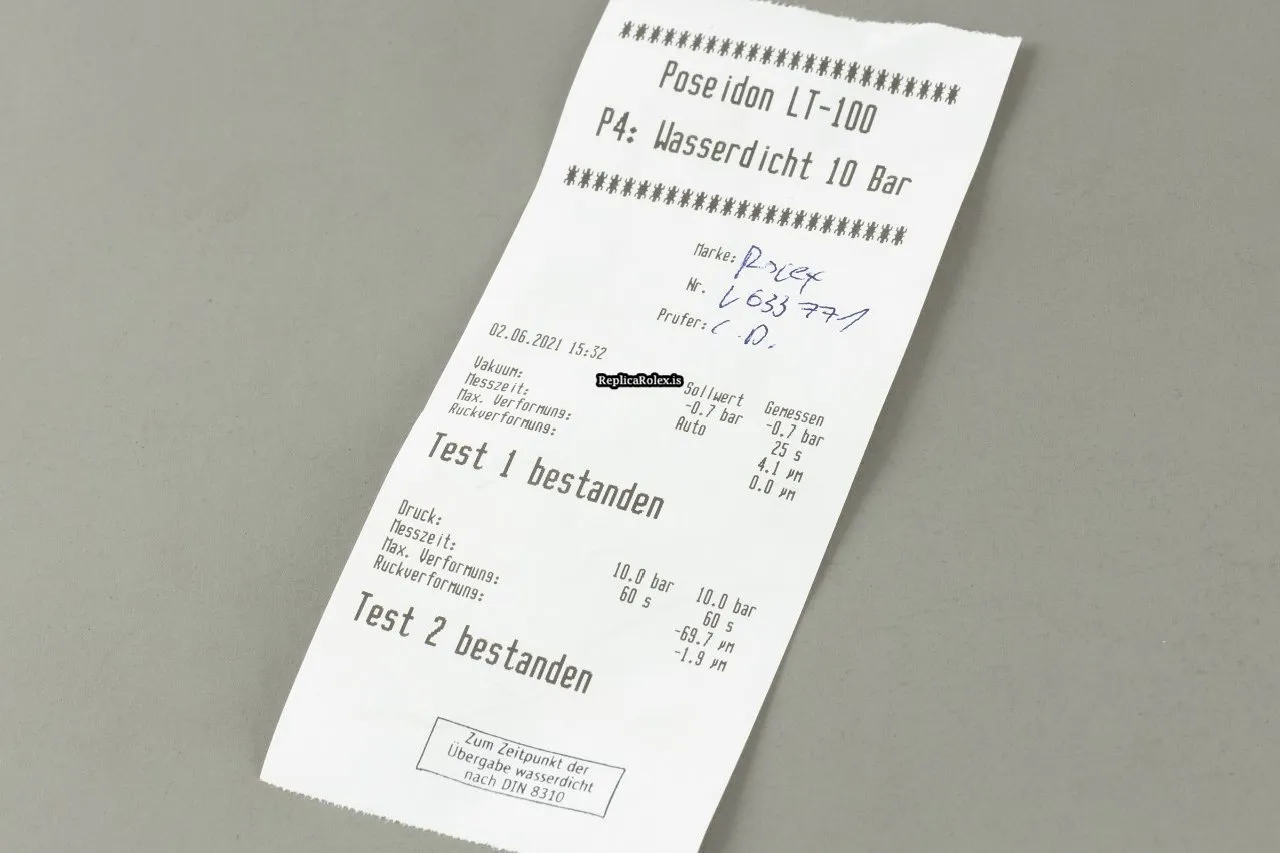 ************************
Poseidon LT-100
P4: Wasserdicht 10 Bar
************************
Marke: Rolex
Nr. L633771
Prufer: C.D.
02.06.2021 15:32
Sollwert Gemessen
Vakuum: -0.7 bar -0.7 bar
Messzeit: Auto 25 s
Max. Verformung: 4.1 µm
Ruckverformung: 0.0 µm
Test 1 bestanden
Druck: 10.0 bar 10.0 bar
Messzeit: 60 s 60 s
Max. Verformung: -69.7 µm
Ruckverformung: -1.9 µm
Test 2 bestanden
Zum Zeitpunkt der
Übergabe wasserdicht
nach DIN 8310
ReplicaRolex.is